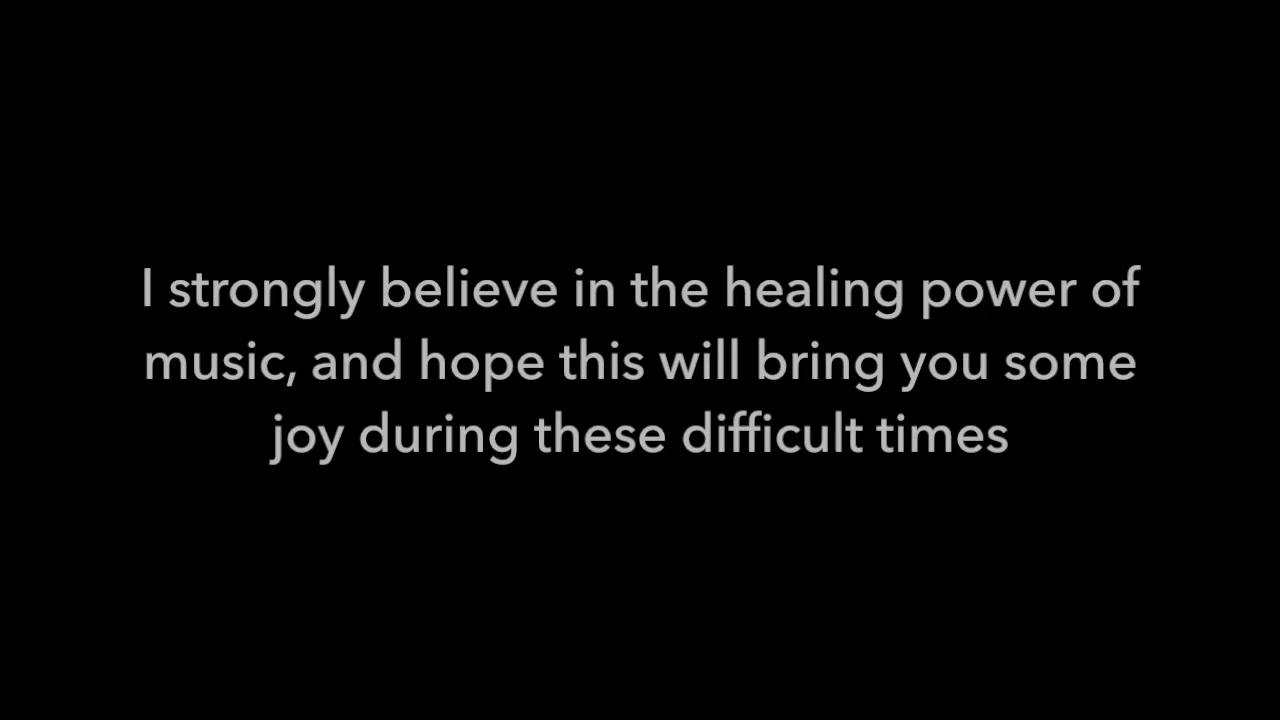 I strongly believe in the healing power of
music, and hope this will bring you some
joy during these difficult times